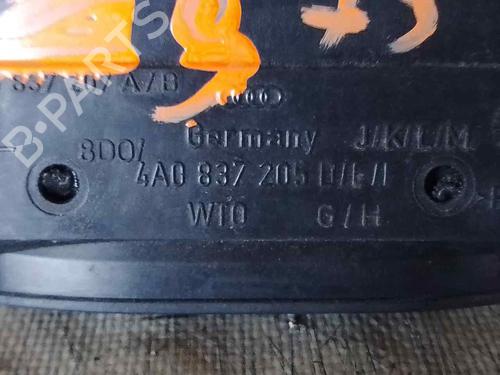 837 207 A/B
Germany J/K/L/M
8D0/
4A0 837 205 D/E/I
WTO G/H
B-PARTS